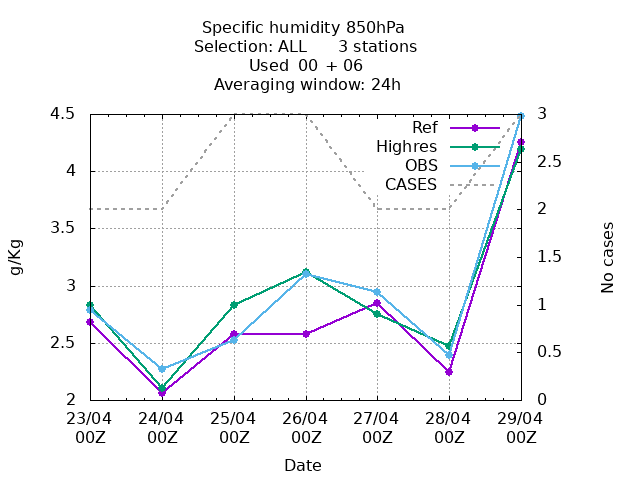 Specific humidity 850hPa
Selection: ALL 3 stations
Used 00 + 06
Averaging window: 24h
Ref
Highres
OBS
CASES
4.5
4
3.5
3
2.5
2
g/Kg
3
2.5
2
1.5
1
0.5
0
No cases
23/04 24/04 25/04 26/04 27/04 28/04 29/04
00Z 00Z 00Z 00Z 00Z 00Z 00Z
Date